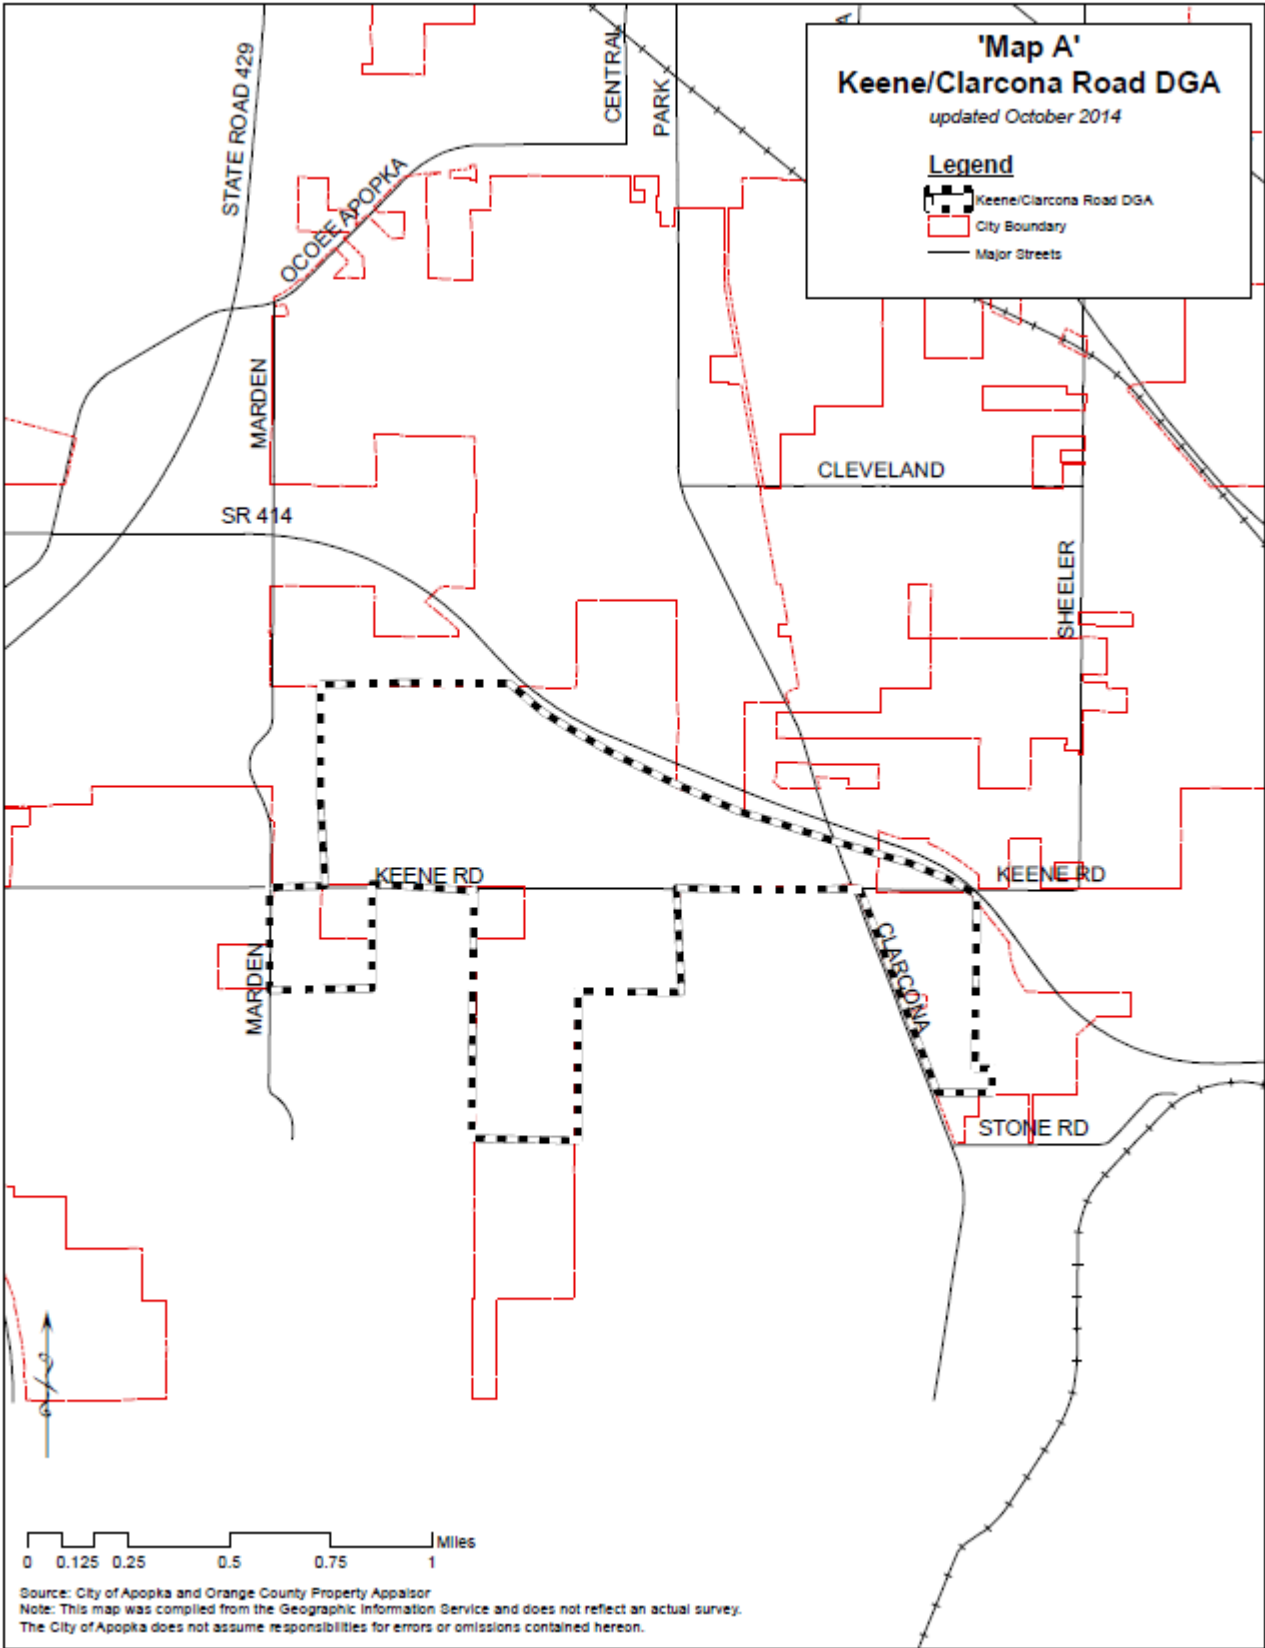 'Map A'
Keene/Clarcona Road DGA
updated October 2014
Legend
Keene/Clarcona Road DGA
City Boundary
Major Streets
STATE ROAD 429
CENTRAL
PARK
A
OCOEE APOPKA
MARDEN
SR 414
CLEVELAND
SHEELER
KEENE RD
KEENE RD
MARDEN
CLARCONA
STONE RD
Miles
0 0.125 0.25 0.5 0.75 1
Source: City of Apopka and Orange County Property Appaisor
Note: This map was compiled from the Geographic Information Service and does not reflect an actual survey.
The City of Apopka does not assume responsibilities for errors or omissions contained hereon.